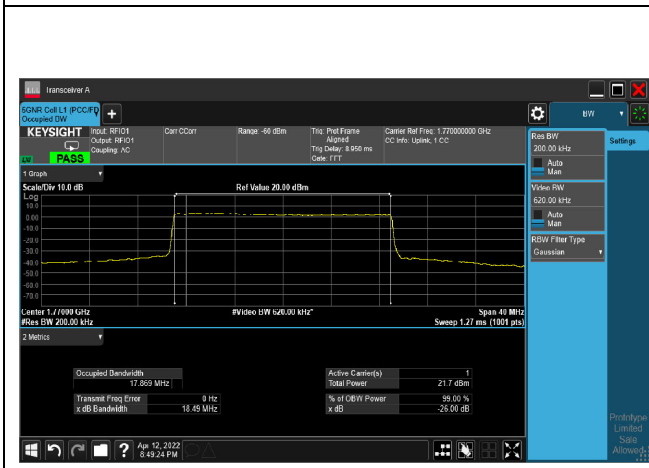 Transceiver A
5GNR Cell L1 (PCC/FD
Occupied BW
BW
KEYSIGHT
Input: RFIO1
Output: RFIO1
Coupling: AC
Corr CCorr
Range: -60 dBm
Trig: Prot Frame
Aligned
Trig Delay: 8.950 ms
Gate: FFT
Carrier Ref Freq: 1.770000000 GHz
CC Info: Uplink, 1 CC
LXI
PASS
1 Graph
Scale/Div 10.0 dB
Ref Value 20.00 dBm
Log
10.0
0.00
-10.0
-20.0
-30.0
-40.0
-50.0
-60.0
-70.0
Center 1.77000 GHz
#Video BW 620.00 kHz*
Span 40 MHz
#Res BW 200.00 kHz
Sweep 1.27 ms (1001 pts)
2 Metrics
Occupied Bandwidth
17.869 MHz
Active Carrier(s) 1
Total Power 21.7 dBm
Transmit Freq Error 0 Hz
x dB Bandwidth 18.49 MHz
% of OBW Power 99.00 %
x dB -26.00 dB
Res BW
200.00 kHz
Auto
Man
Video BW
620.00 kHz
Auto
Man
RBW Filter Type
Gaussian
Settings
Prototype
Limited
Sale
Allowed
?
Apr 12, 2022
8:49:24 PM